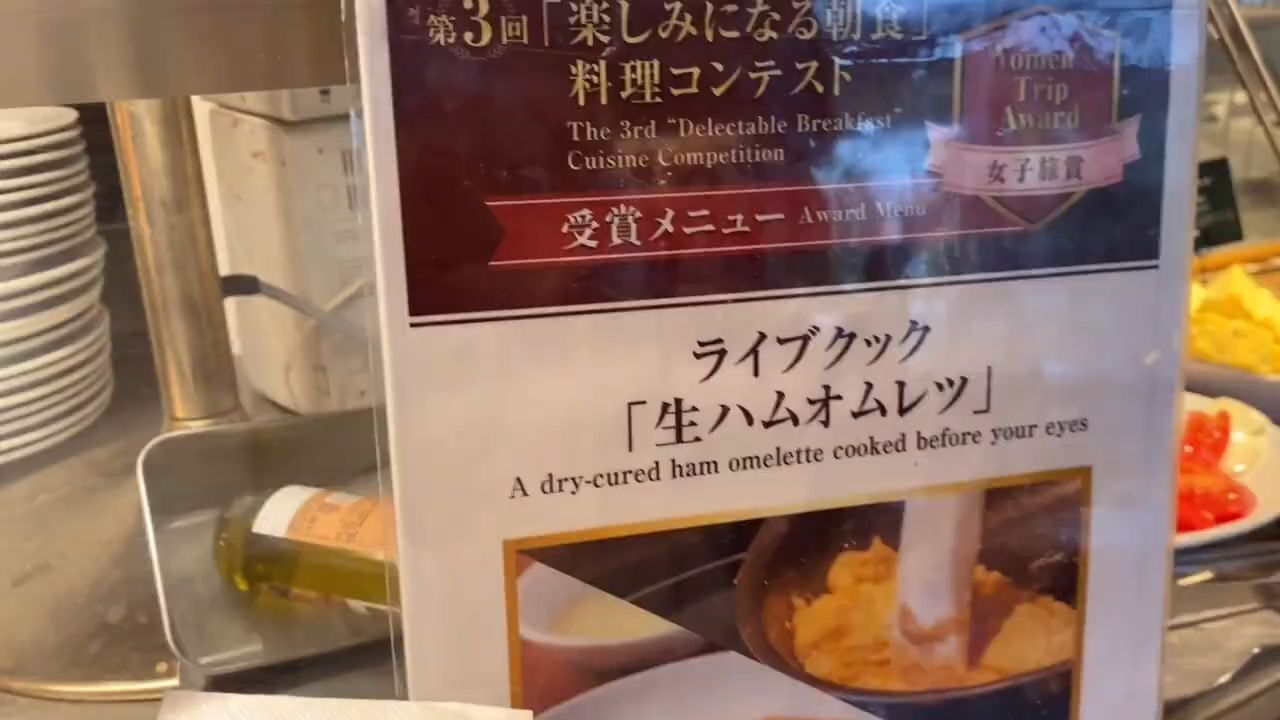 第3回「楽しみになる朝食」
料理コンテスト
The 3rd "Delectable Breakfast"
Cuisine Competition
Women
Trip
Award
女子旅賞
受賞メニュー Award Menu
ライブクック
「生ハムオムレツ」
A dry-cured ham omelette cooked before your eyes